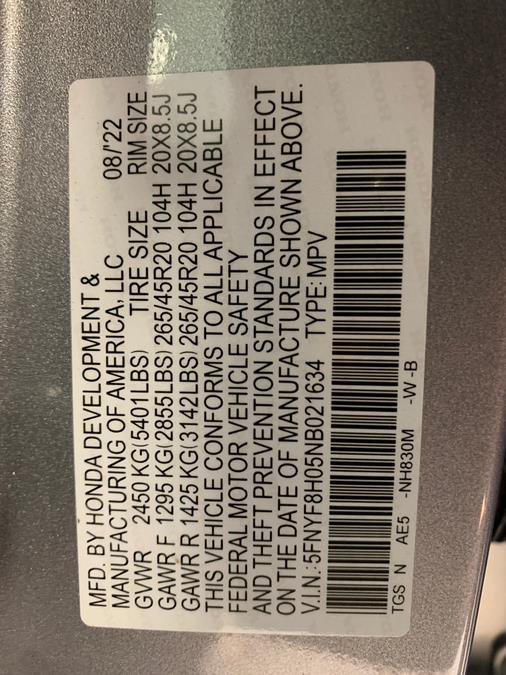 MFD. BY HONDA DEVELOPMENT &
MANUFACTURING OF AMERICA, LLC 08/'22
GVWR 2450 KG(5401LBS) TIRE SIZE RIM SIZE
GAWR F 1295 KG(2855LBS) 265/45R20 104H 20X8.5J
GAWR R 1425 KG(3142LBS) 265/45R20 104H 20X8.5J
THIS VEHICLE CONFORMS TO ALL APPLICABLE
FEDERAL MOTOR VEHICLE SAFETY
AND THEFT PREVENTION STANDARDS IN EFFECT
ON THE DATE OF MANUFACTURE SHOWN ABOVE.
V.I.N.:5FNYF8H05NB021634 TYPE:MPV
TGS N AE5 -NH830M -W -B